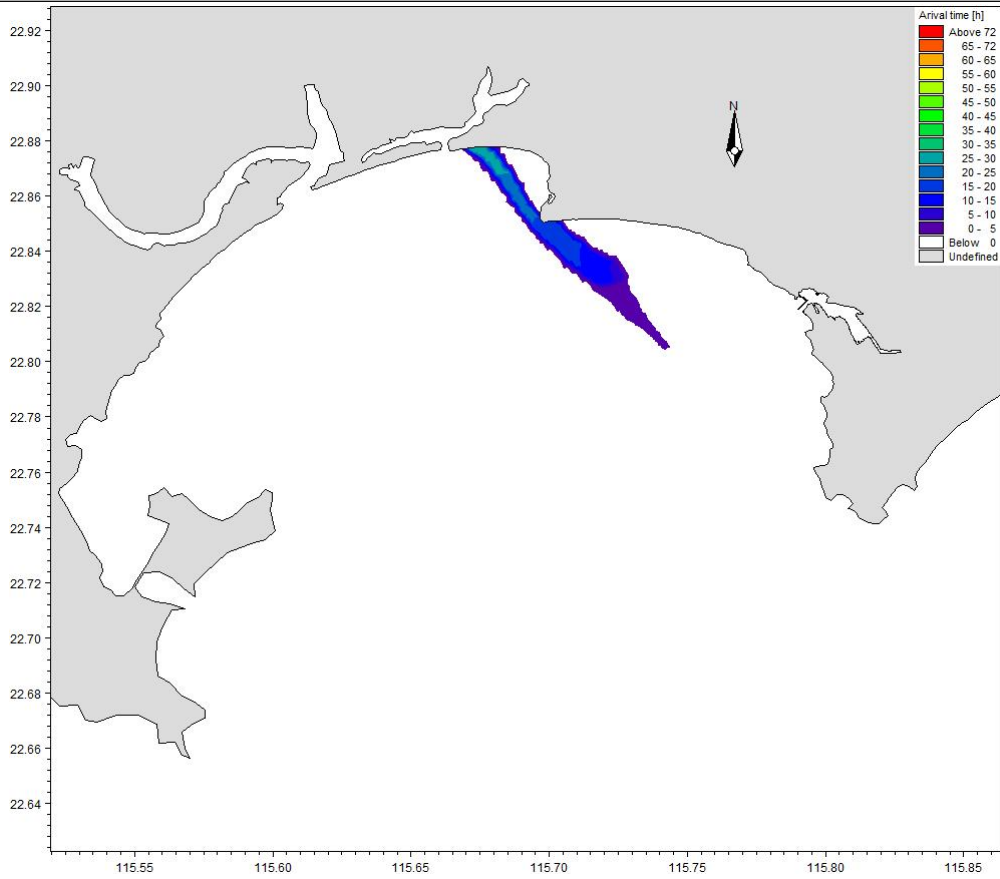 Arival time [h]
Above 72
65 - 72
60 - 65
55 - 60
50 - 55
45 - 50
40 - 45
35 - 40
30 - 35
25 - 30
20 - 25
15 - 20
10 - 15
5 - 10
0 - 5
Below 0
Undefined
N
22.92
22.90
22.88
22.86
22.84
22.82
22.80
22.78
22.76
22.74
22.72
22.70
22.68
22.66
22.64
115.55 115.60 115.65 115.70 115.75 115.80 115.85